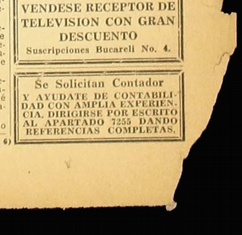 VENDESE RECEPTOR DE
TELEVISION CON GRAN
DESCUENTO
Suscripciones Bucareli No. 4.
Se Solicitan Contador
Y AYUDATE DE CONTABILI-
DAD CON AMPLIA EXPERIEN-
CIA. DIRIGIRSE POR ESCRITO
AL APARTADO 7255 DANDO
REFERENCIAS COMPLETAS.